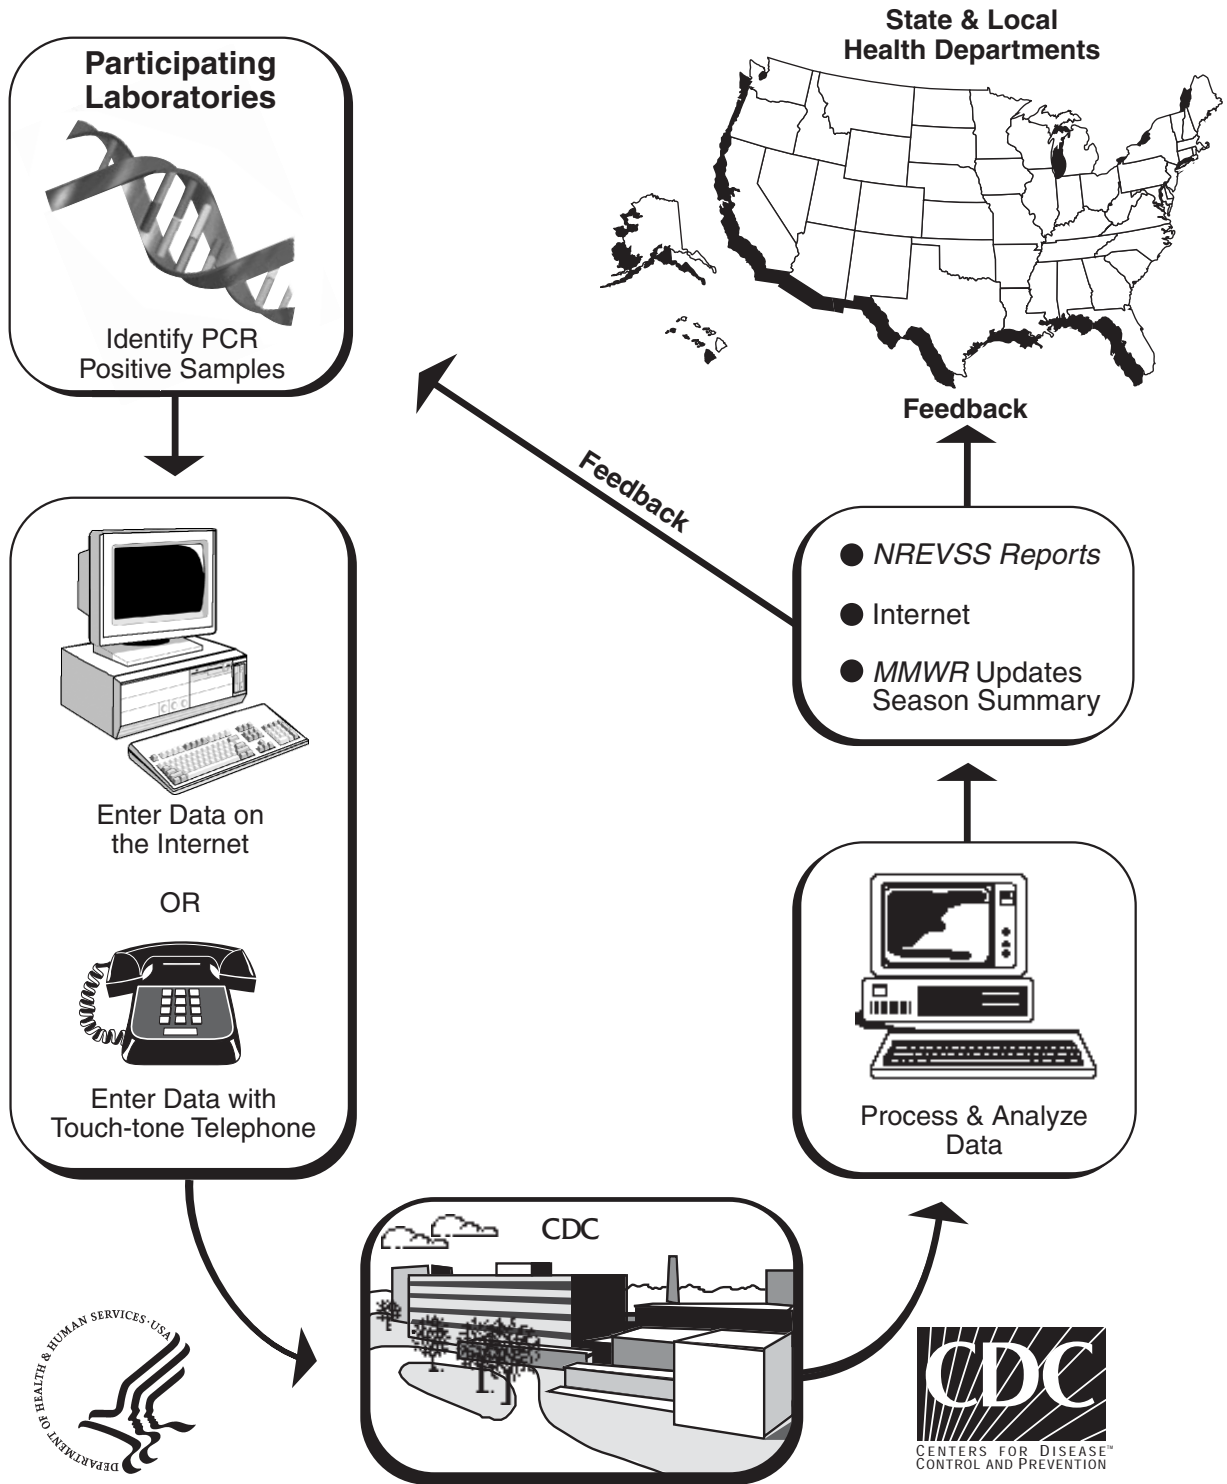 Participating
Laboratories
Identify PCR
Positive Samples
Enter Data on
the Internet
OR
Enter Data with
Touch-tone Telephone
CDC
Process & Analyze
Data
NREVSS Reports
Internet
MMWR Updates
Season Summary
Feedback
Feedback
State & Local
Health Departments
DEPARTMENT OF HEALTH & HUMAN SERVICES·USA
CDC
CENTERS FOR DISEASE™
CONTROL AND PREVENTION